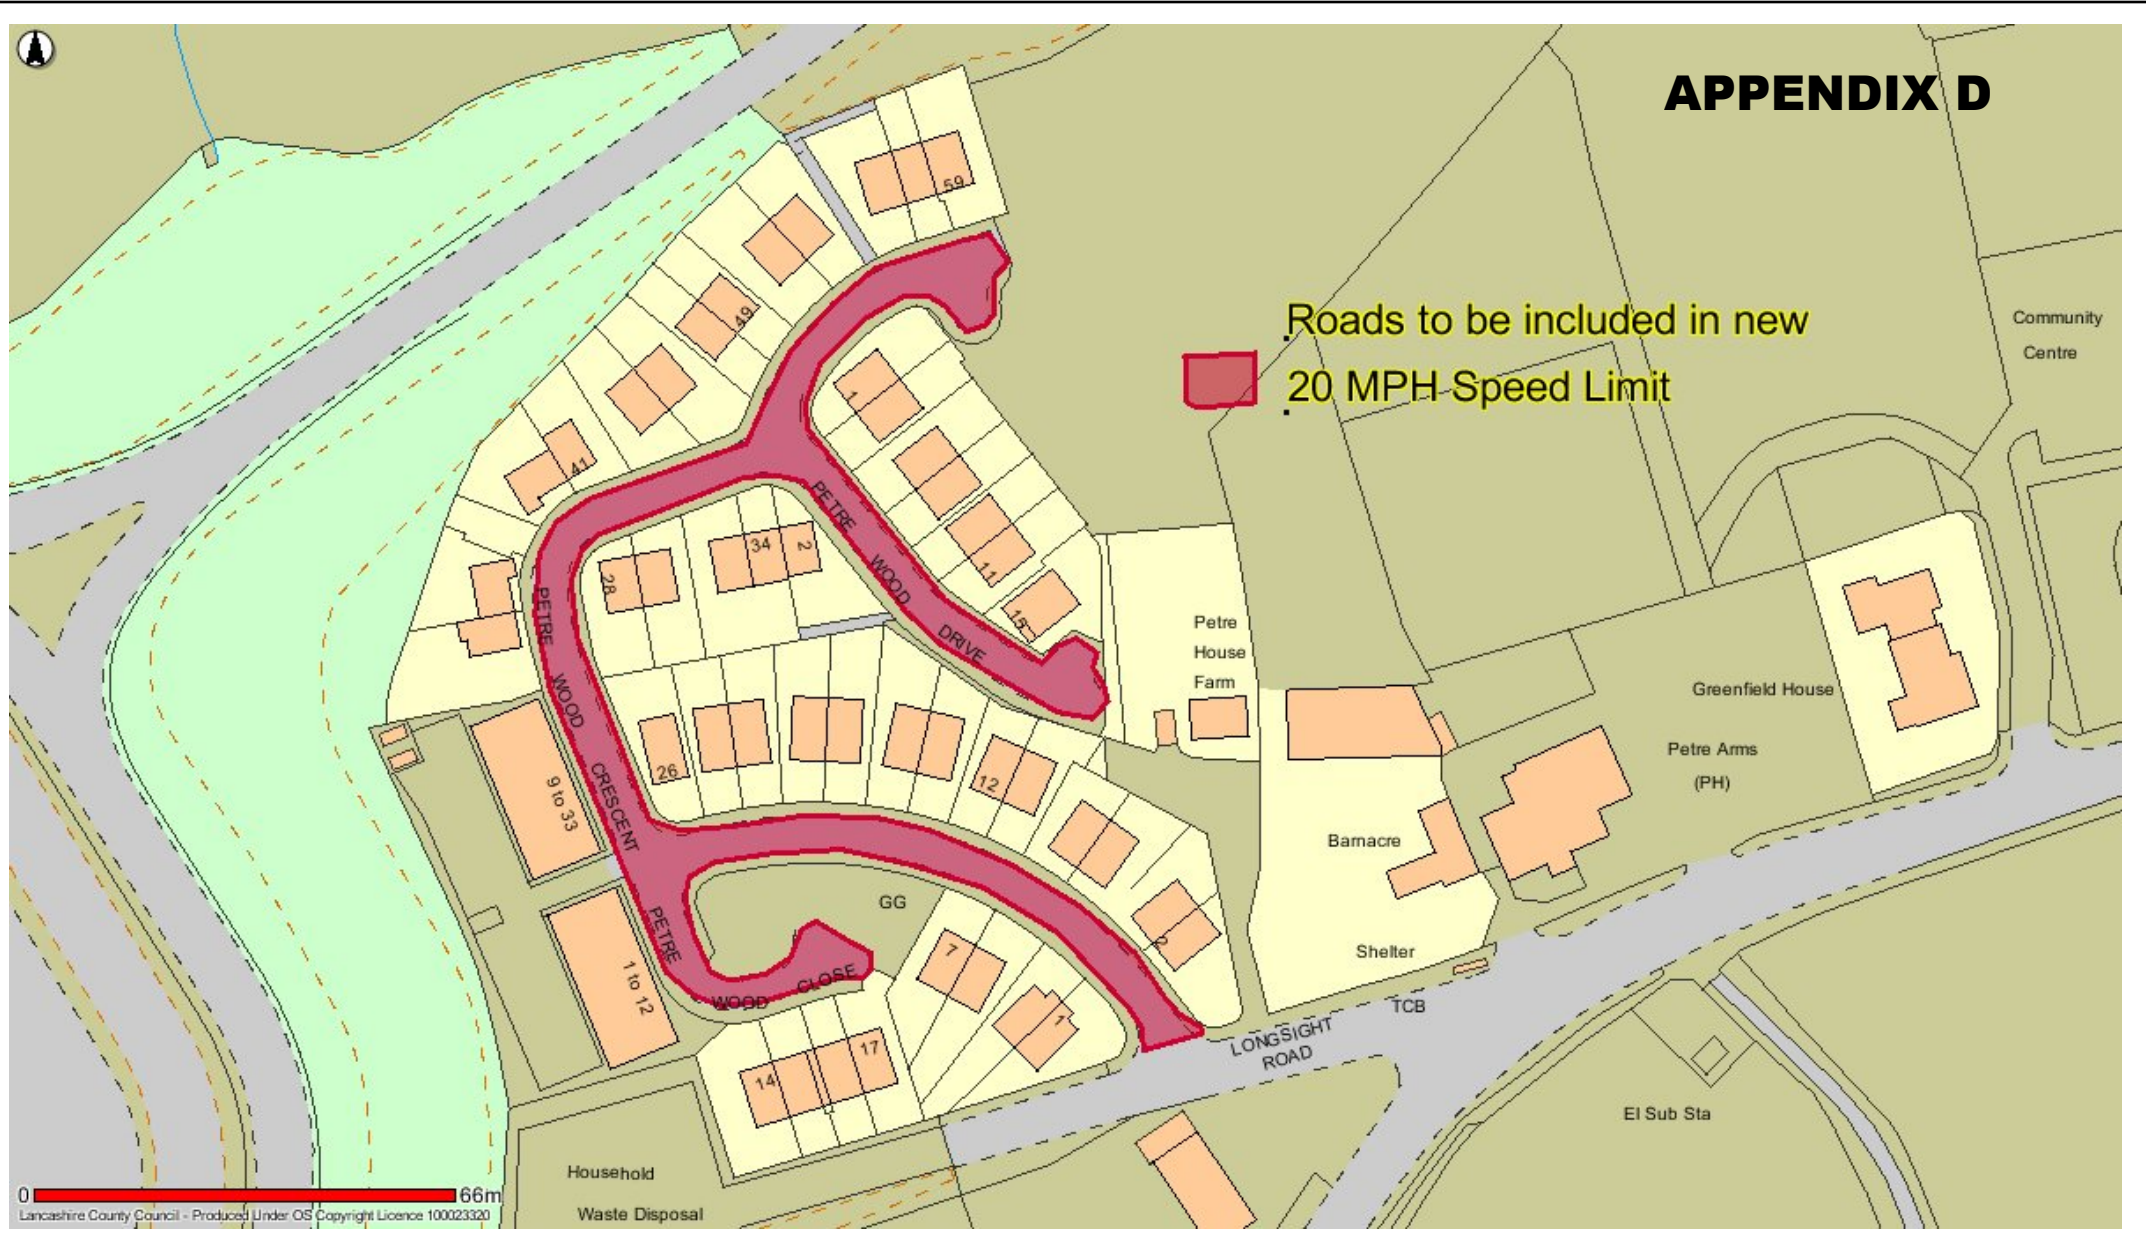 APPENDIX D
59
49
Roads to be included in new
20 MPH Speed Limit
Community
Centre
1
41
PETRE WOOD DRIVE
34
2
11
28
15
PETRE WOOD CRESCENT
Petre
House
Farm
Greenfield House
Petre Arms
(PH)
26
12
9 to 33
Barnacre
GG
2
7
Shelter
PETRE WOOD CLOSE
1 to 12
TCB
1
LONGSIGHT
ROAD
17
14
El Sub Sta
Household
Waste Disposal
0
66m
Lancashire County Council - Produced Under OS Copyright Licence 100023320